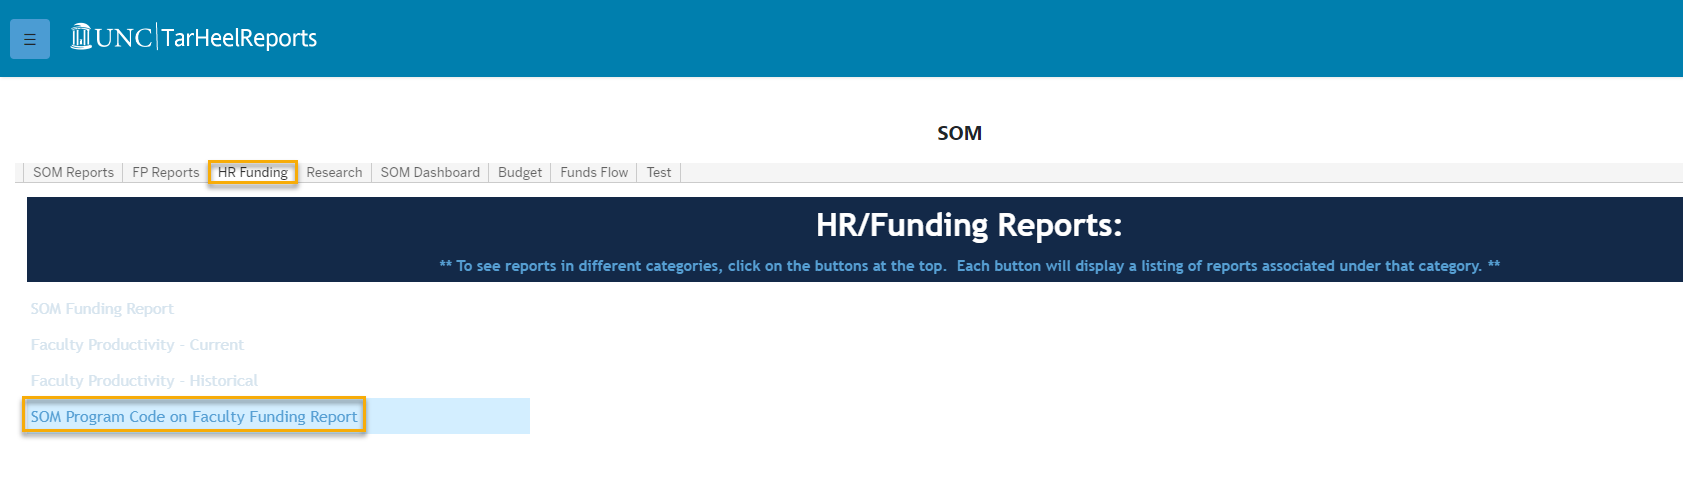 ☰ UNC | TarHeelReports
SOM
SOM Reports FP Reports HR Funding Research SOM Dashboard Budget Funds Flow Test
HR/Funding Reports:
** To see reports in different categories, click on the buttons at the top. Each button will display a listing of reports associated under that category. **
SOM Funding Report
Faculty Productivity - Current
Faculty Productivity - Historical
SOM Program Code on Faculty Funding Report